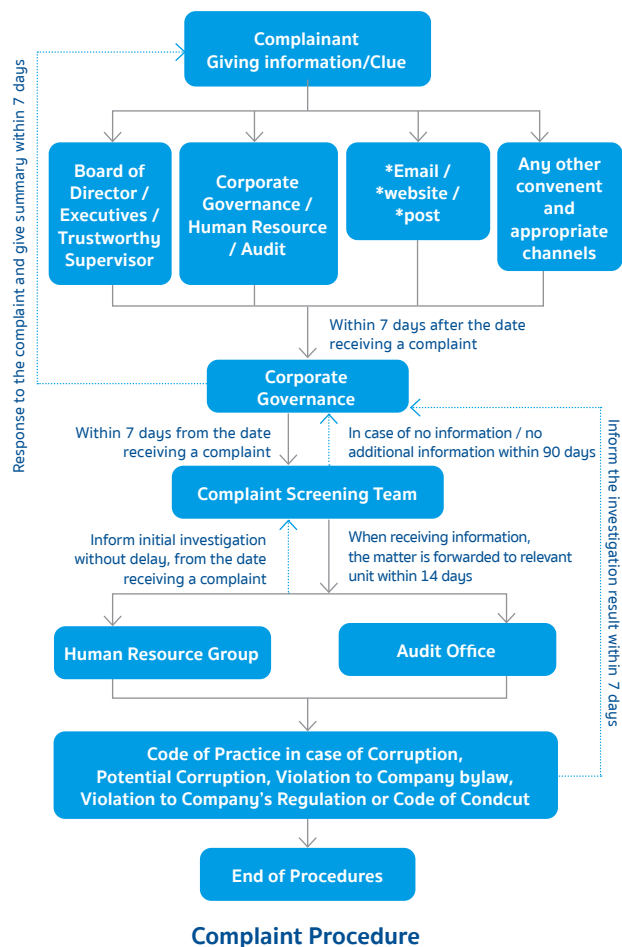 Complainant
Giving information/Clue
Response to the complaint and give summary within 7 days
Board of
Director /
Executives /
Trustworthy
Supervisor
Corporate
Governance /
Human Resource
/ Audit
*Email /
*website /
*post
Any other
convenent
and
appropriate
channels
Within 7 days after the date
receiving a complaint
Corporate
Governance
Within 7 days from the date
receiving a complaint
In case of no information / no
additional information within 90 days
Complaint Screening Team
Inform initial investigation
without delay, from the date
receiving a complaint
When receiving information,
the matter is forwarded to relevant
unit within 14 days
Inform the investigation result within 7 days
Human Resource Group
Audit Office
Code of Practice in case of Corruption,
Potential Corruption, Violation to Company bylaw,
Violation to Company's Regulation or Code of Condcut
End of Procedures
Complaint Procedure